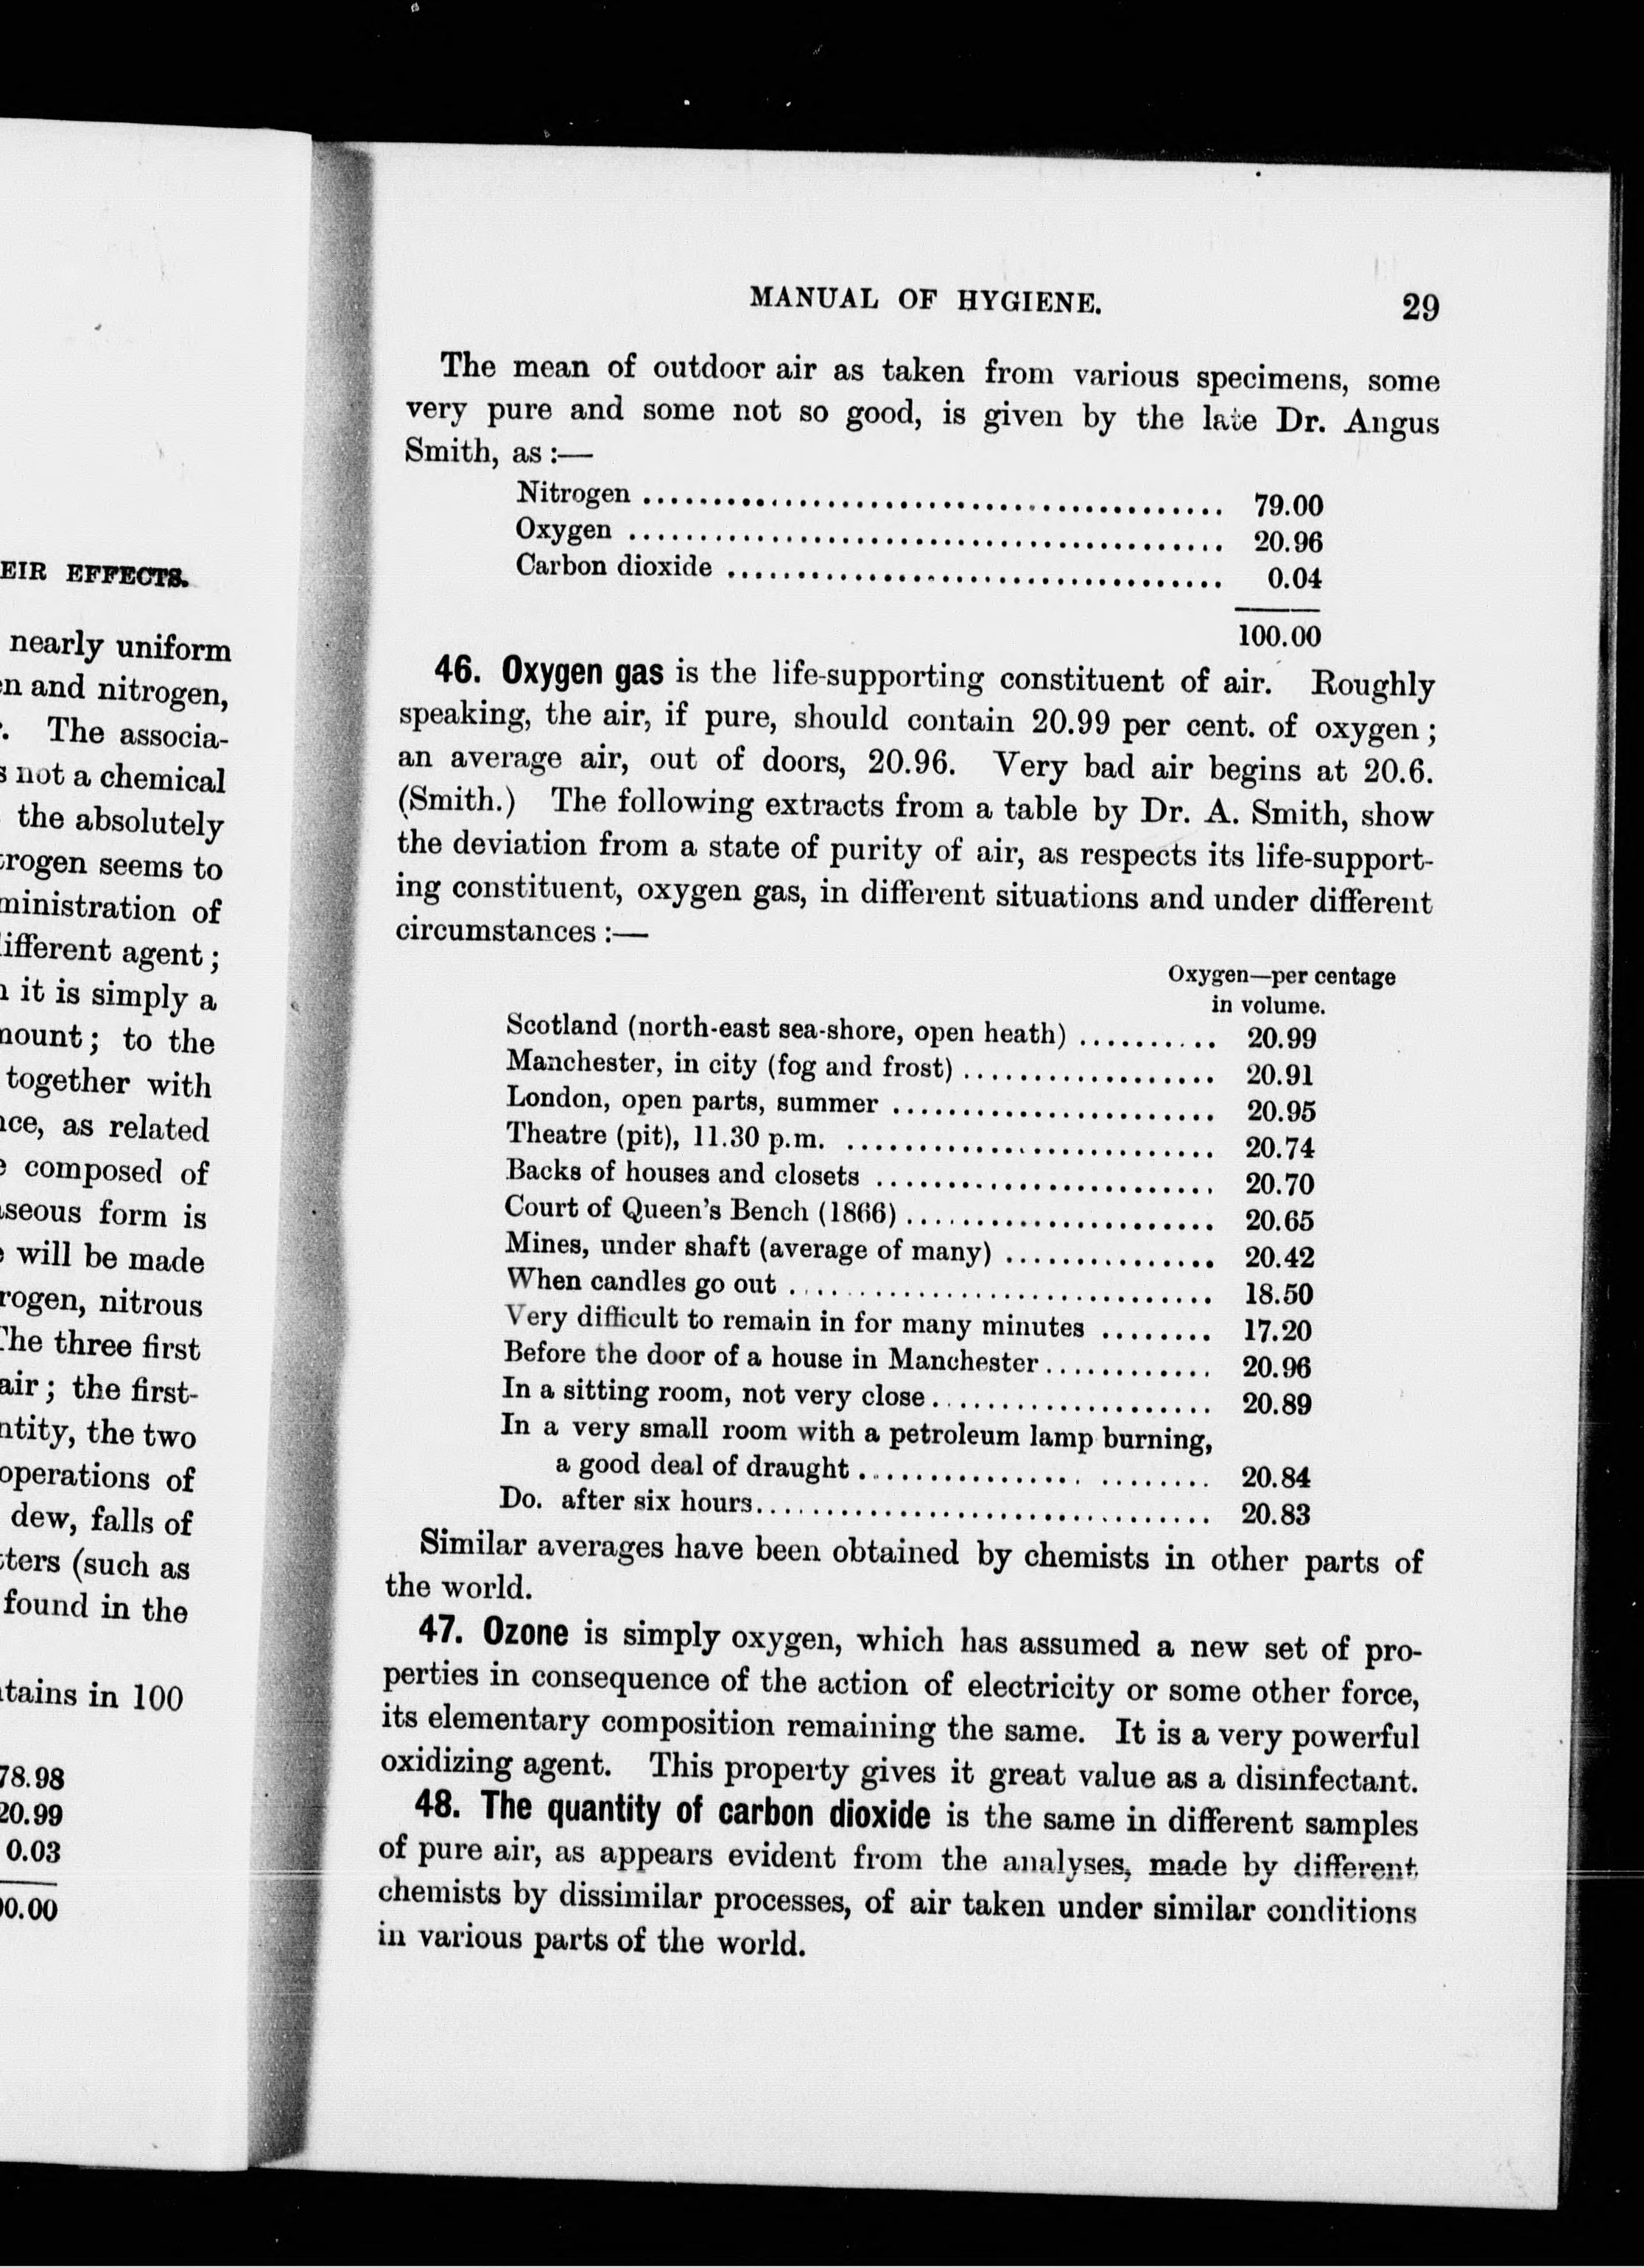 EIR EFFECTS.
nearly uniform
and nitrogen,
The associa-
not a chemical
the absolutely
seems to
of
agent ;
it is simply a
to the
together with
as related
composed of
form is
will be made
nitrous
three first
air ; the first-
the two
operations of
dew, falls of
(such as
found in the
in 100
78.98
20.99
0.03
00.00
MANUAL OF HYGIENE. 29
The mean of outdoor air as taken from various specimens, some
very pure and some not so good, is given by the late Dr. Angus
Smith, as :—
Nitrogen ........................................ 79.00
Oxygen ........................................ 20.96
Carbon dioxide ................................... 0.04
100.00
46. Oxygen gas is the life-supporting constituent of air. Roughly
speaking, the air, if pure, should contain 20.99 per cent. of oxygen ;
an average air, out of doors, 20.96. Very bad air begins at 20.6.
(Smith.) The following extracts from a table by Dr. A. Smith, show
the deviation from a state of purity of air, as respects its life-support-
ing constituent, oxygen gas, in different situations and under different
circumstances :—
Oxygen—per centage
in volume.
Scotland (north-east sea-shore, open heath) .......... 20.99
Manchester, in city (fog and frost) .................. 20.91
London, open parts, summer ....................... 20.95
Theatre (pit), 11.30 p.m. .......................... 20.74
Backs of houses and closets ........................ 20.70
Court of Queen's Bench (1866) ...................... 20.65
Mines, under shaft (average of many) ............... 20.42
When candles go out .............................. 18.50
Very difficult to remain in for many minutes ........ 17.20
Before the door of a house in Manchester ............ 20.96
In a sitting room, not very close .................... 20.89
In a very small room with a petroleum lamp burning,
a good deal of draught ........................ 20.84
Do. after six hours ................................ 20.83
Similar averages have been obtained by chemists in other parts of
the world.
47. Ozone is simply oxygen, which has assumed a new set of pro-
perties in consequence of the action of electricity or some other force,
its elementary composition remaining the same. It is a very powerful
oxidizing agent. This property gives it great value as a disinfectant.
48. The quantity of carbon dioxide is the same in different samples
of pure air, as appears evident from the analyses, made by different
chemists by dissimilar processes, of air taken under similar conditions
in various parts of the world.